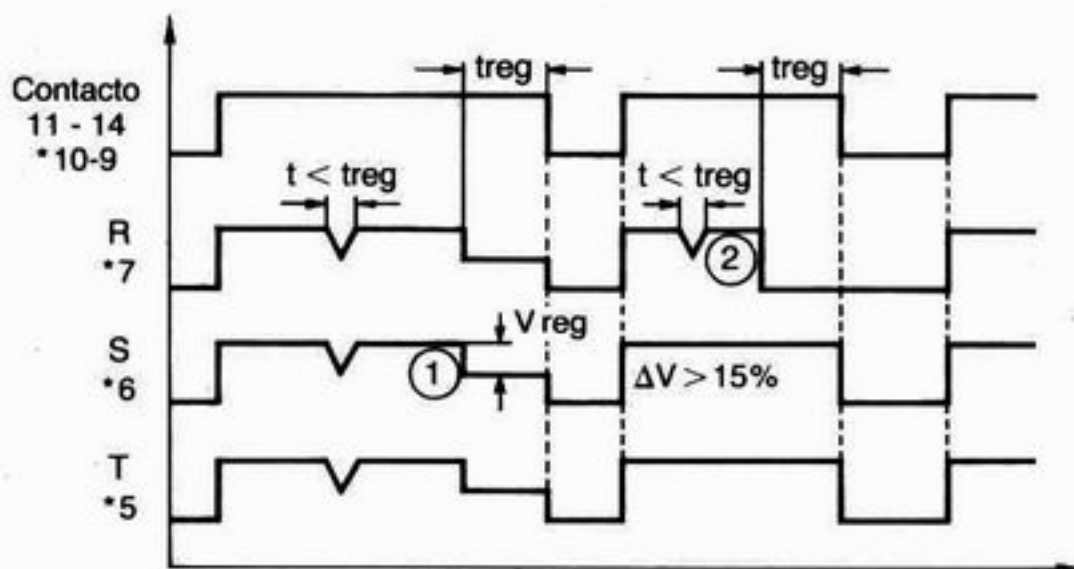 treg
treg
Contacto
11 - 14
*10-9
t < treg
t < treg
R
*7
2
V reg
S
*6
1
ΔV > 15%
T
*5